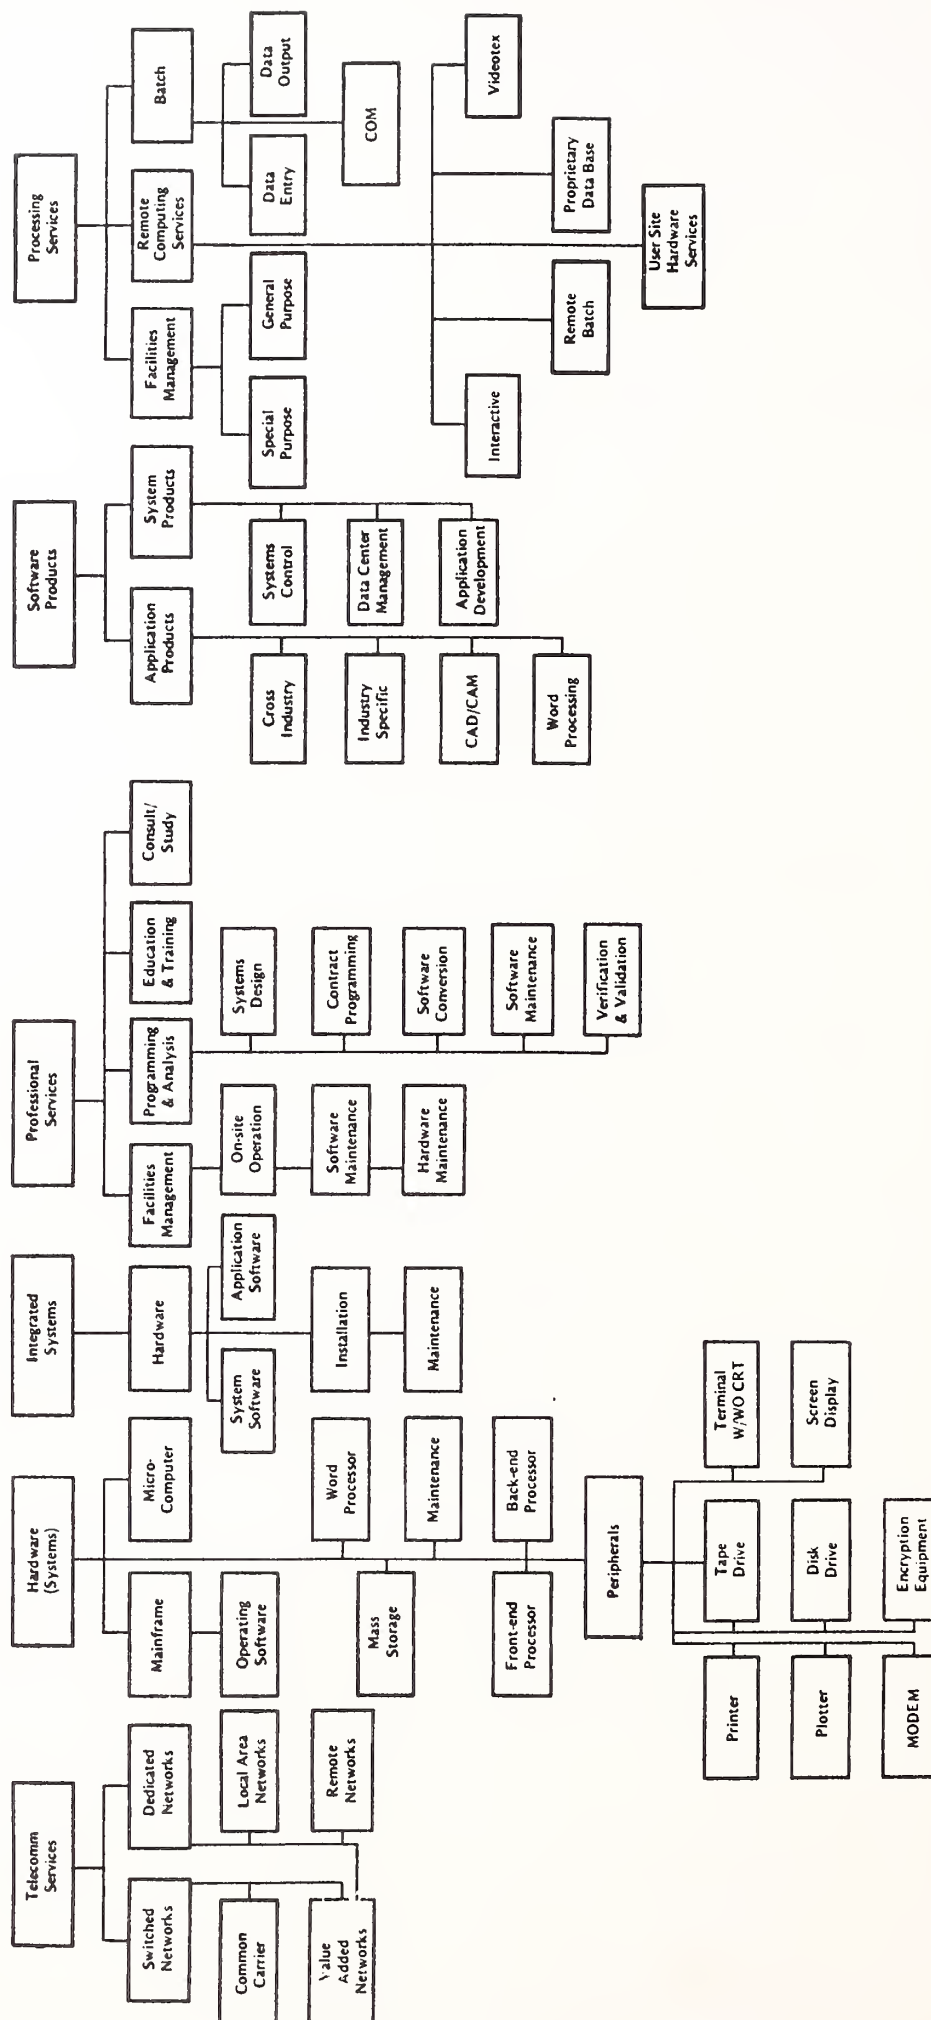 Telecomm
Services
Switched
Networks
Dedicated
Networks
Common
Carrier
Value
Added
Networks
Local Area
Networks
Remote
Networks
Hardware
(Systems)
Mainframe
Micro-
Computer
Operating
Software
Word
Processor
Mass
Storage
Maintenance
Front-end
Processor
Back-end
Processor
Peripherals
Printer
Tape
Drive
Terminal
W/WO CRT
Plotter
Disk
Drive
Screen
Display
MODEM
Encryption
Equipment
Integrated
Systems
Hardware
System
Software
Application
Software
Installation
Maintenance
Professional
Services
Facilities
Management
Programming
& Analysis
Education
& Training
Consult/
Study
On-site
Operation
Software
Maintenance
Hardware
Maintenance
Systems
Design
Contract
Programming
Software
Conversion
Software
Maintenance
Verification
& Validation
Software
Products
Application
Products
System
Products
Cross
Industry
Industry
Specific
CAD/CAM
Word
Processing
Systems
Control
Data Center
Management
Application
Development
Processing
Services
Facilities
Management
Remote
Computing
Services
Batch
Special
Purpose
General
Purpose
Data
Entry
Data
Output
COM
Interactive
Remote
Batch
Proprietary
Data Base
Videotex
User Site
Hardware
Services